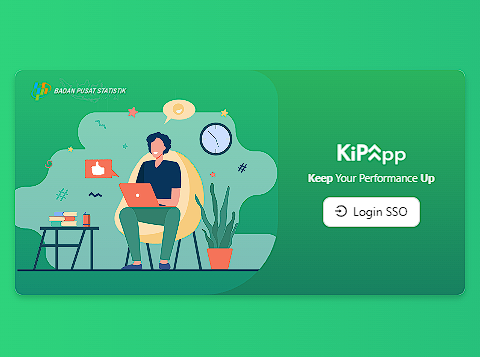 BADAN PUSAT STATISTIK
KiPApp
Keep Your Performance Up
Login SSO